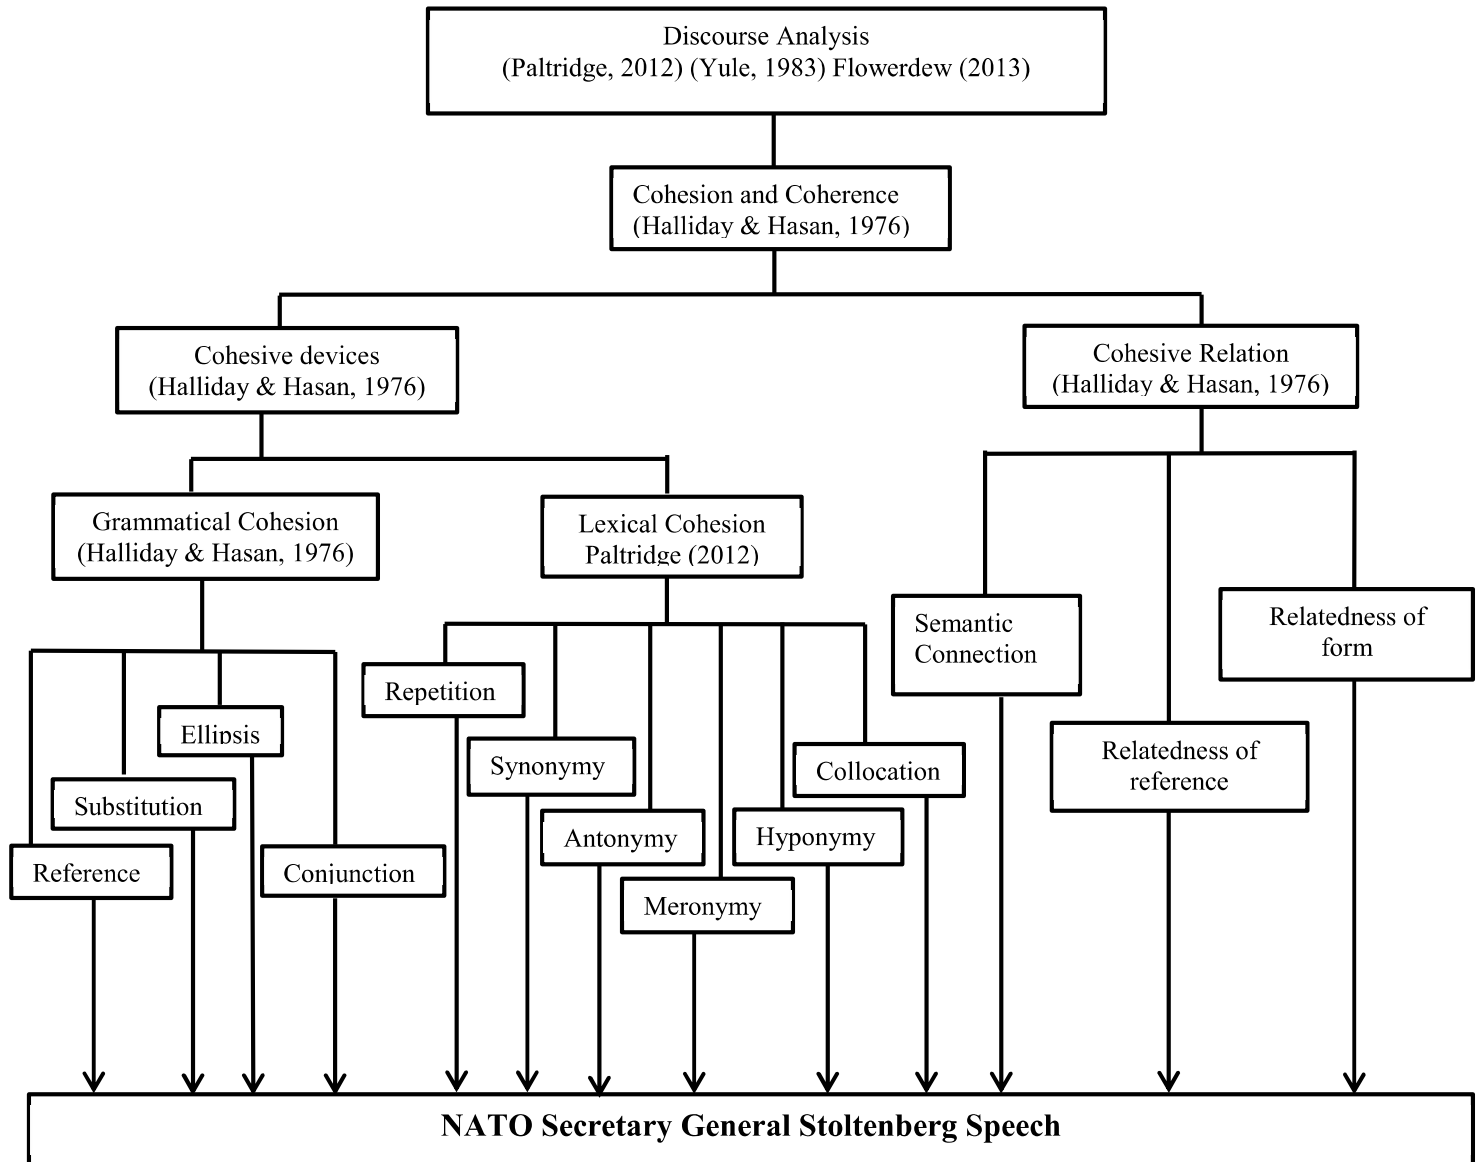 Discourse Analysis
(Paltridge, 2012) (Yule, 1983) Flowerdew (2013)
Cohesion and Coherence
(Halliday & Hasan, 1976)
Cohesive devices
(Halliday & Hasan, 1976)
Cohesive Relation
(Halliday & Hasan, 1976)
Grammatical Cohesion
(Halliday & Hasan, 1976)
Lexical Cohesion
Paltridge (2012)
Semantic
Connection
Relatedness of
form
Repetition
Ellipsis
Synonymy
Collocation
Relatedness of
reference
Substitution
Antonymy
Hyponymy
Reference
Conjunction
Meronymy
NATO Secretary General Stoltenberg Speech